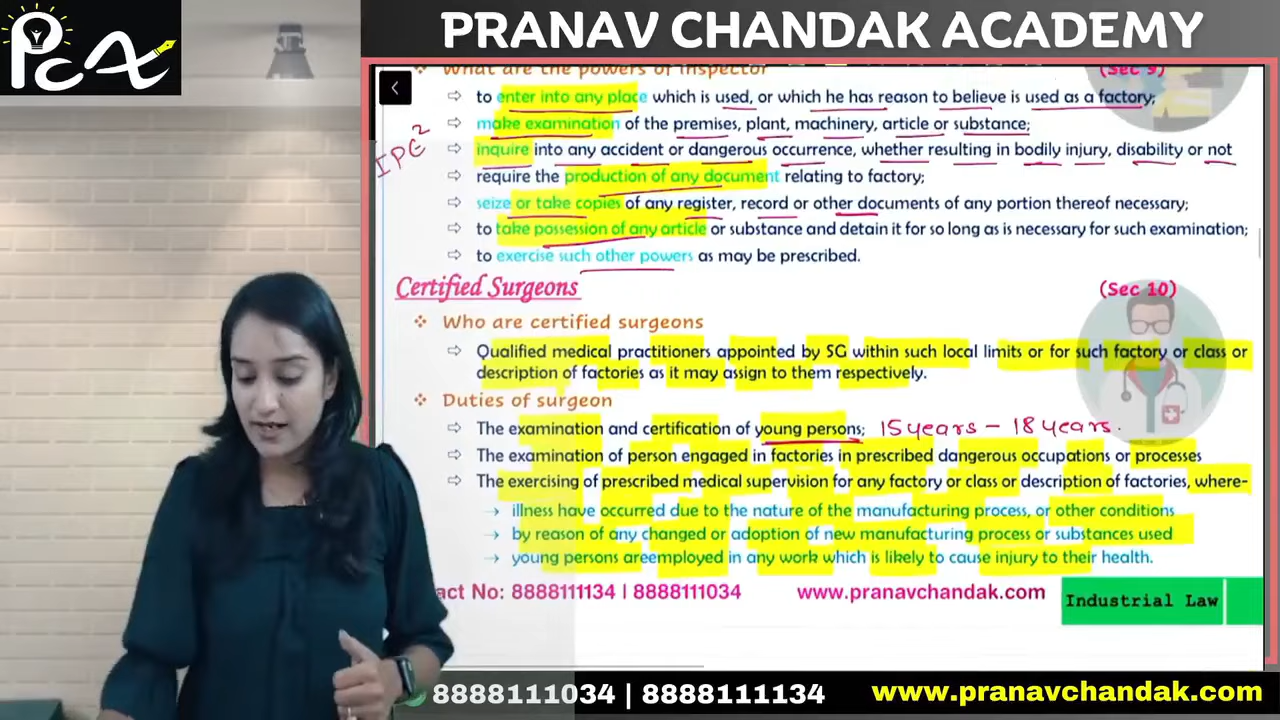 PCA
PRANAV CHANDAK ACADEMY
What are the powers of Inspector
(Sec 9)
⇨ to enter into any place which is used, or which he has reason to believe is used as a factory;
⇨ make examination of the premises, plant, machinery, article or substance;
IPE²
⇨ inquire into any accident or dangerous occurrence, whether resulting in bodily injury, disability or not
⇨ require the production of any document relating to factory;
⇨ seize or take copies of any register, record or other documents of any portion thereof necessary;
⇨ to take possession of any article or substance and detain it for so long as is necessary for such examination;
⇨ to exercise such other powers as may be prescribed.
Certified Surgeons
(Sec 10)
❖ Who are certified surgeons
⇨ Qualified medical practitioners appointed by SG within such local limits or for such factory or class or
description of factories as it may assign to them respectively.
❖ Duties of surgeon
⇨ The examination and certification of young persons; 15 years – 18 years.
⇨ The examination of person engaged in factories in prescribed dangerous occupations or processes
⇨ The exercising of prescribed medical supervision for any factory or class or description of factories, where-
→ illness have occurred due to the nature of the manufacturing process, or other conditions
→ by reason of any changed or adoption of new manufacturing process or substances used
→ young persons areemployed in any work which is likely to cause injury to their health.
act No: 8888111134 | 8888111034
www.pranavchandak.com
Industrial Law
8888111034 | 8888111134
www.pranavchandak.com